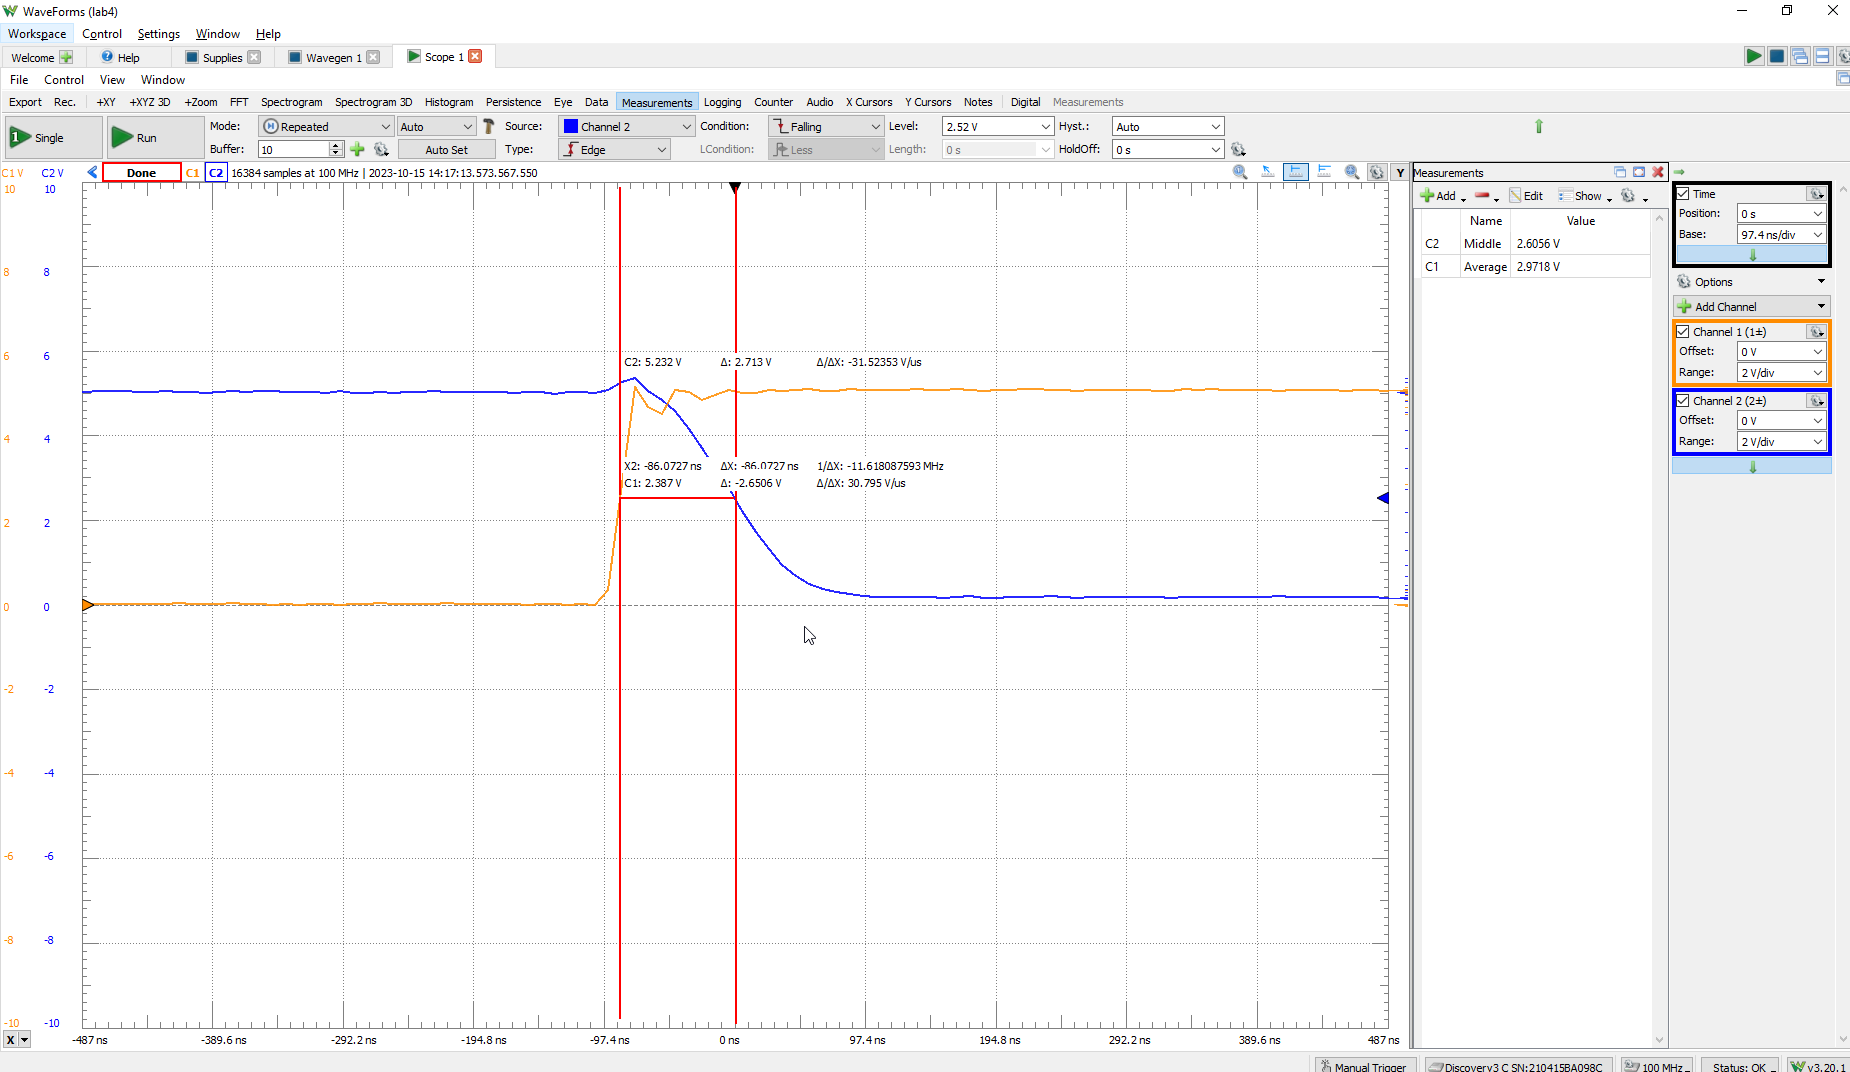 WaveForms (lab4)
Workspace Control Settings Window Help
Welcome Help Supplies Wavegen 1 Scope 1
File Control View Window
Export Rec. +XY +XYZ 3D +Zoom FFT Spectrogram Spectrogram 3D Histogram Persistence Eye Data Measurements Logging Counter Audio X Cursors Y Cursors Notes Digital Measurements
Single Run Mode: Repeated Auto Source: Channel 2 Condition: Falling Level: 2.52 V Hyst.: Auto
Buffer: 10 Auto Set Type: Edge LCondition: Less Length: 0 s HoldOff: 0 s
C1 V C2 V Done C1 C2 16384 samples at 100 MHz | 2023-10-15 14:17:13.573.567.550 Y
10 10
8 8
6 6
4 4
2 2
0 0
-2 -2
-4 -4
-6 -6
-8 -8
-10 -10
C2: 5.232 V Δ: 2.713 V Δ/ΔX: -31.52353 V/us
X2: -86.0727 ns ΔX: -86.0727 ns 1/ΔX: -11.618087593 MHz
C1: 2.387 V Δ: -2.6506 V Δ/ΔX: 30.795 V/us
X -487 ns -389.6 ns -292.2 ns -194.8 ns -97.4 ns 0 ns 97.4 ns 194.8 ns 292.2 ns 389.6 ns 487 ns
Measurements
Add Edit Show
Name Value
C2 Middle 2.6056 V
C1 Average 2.9718 V
Time
Position: 0 s
Base: 97.4 ns/div
Options
Add Channel
Channel 1 (1±)
Offset: 0 V
Range: 2 V/div
Channel 2 (2±)
Offset: 0 V
Range: 2 V/div
Manual Trigger Discovery3 C SN:210415BA098C 100 MHz Status: OK v3.20.1